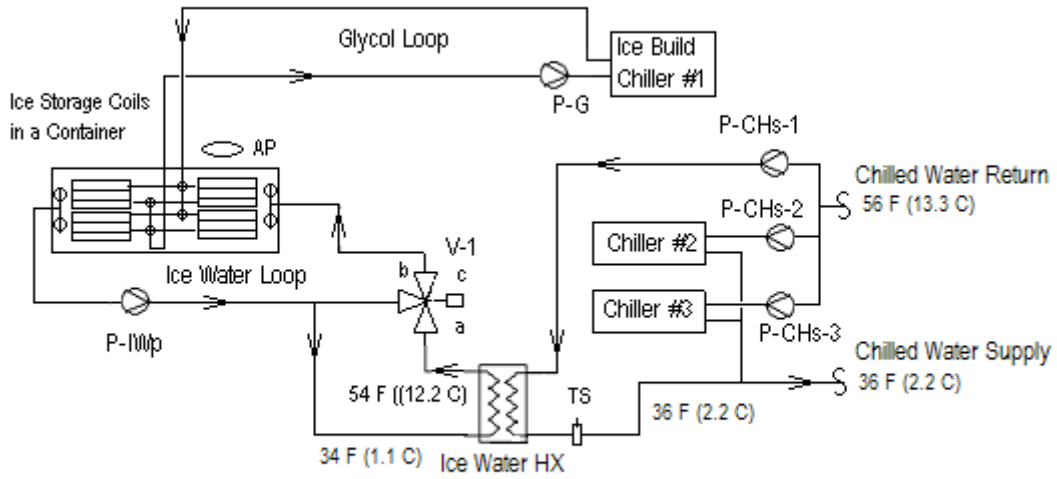 Glycol Loop
Ice Build
Chiller #1
P-G
Ice Storage Coils
in a Container
AP
P-CHs-1
Chilled Water Return
56 F (13.3 C)
P-CHs-2
Chiller #2
V-1
b
c
a
Ice Water Loop
Chiller #3
P-IWp
P-CHs-3
Chilled Water Supply
36 F (2.2 C)
54 F ((12.2 C)
TS
36 F (2.2 C)
34 F (1.1 C)
Ice Water HX